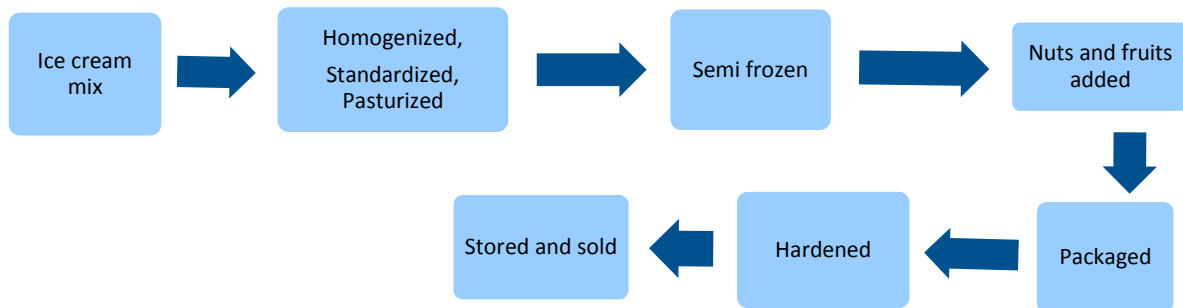 Ice cream
mix
Homogenized,
Standardized,
Pasturized
Semi frozen
Nuts and fruits
added
Packaged
Hardened
Stored and sold